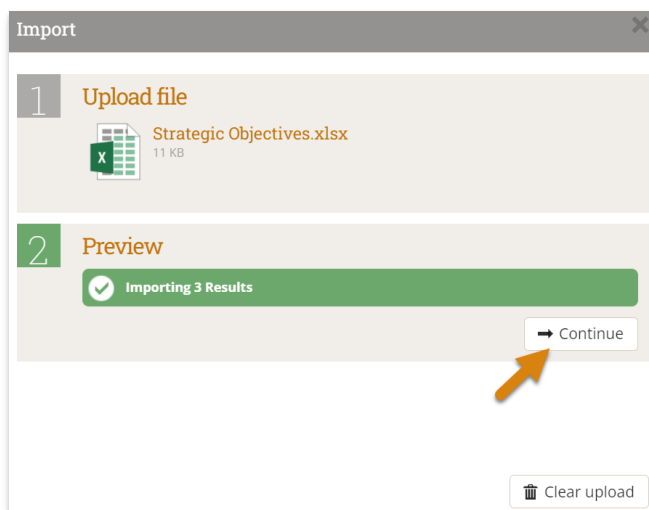 Import
1
Upload file
Strategic Objectives.xlsx
11 KB
X
2
Preview
Importing 3 Results
Continue
Clear upload